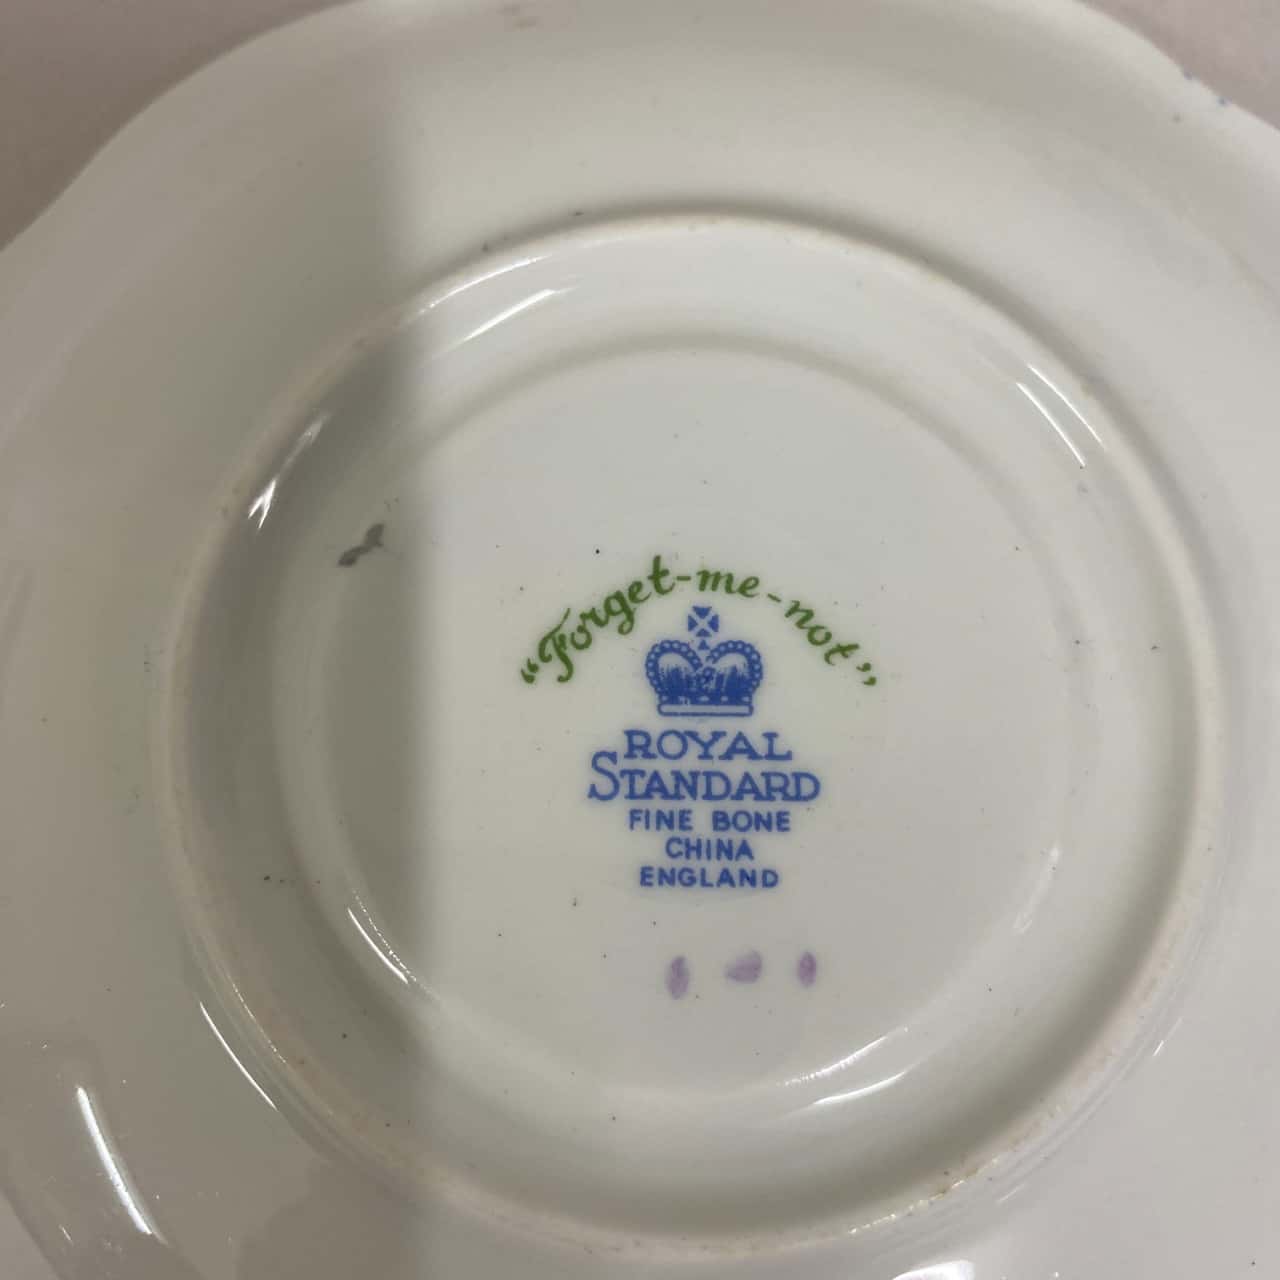 "Forget-me-not"
ROYAL
STANDARD
FINE BONE
CHINA
ENGLAND